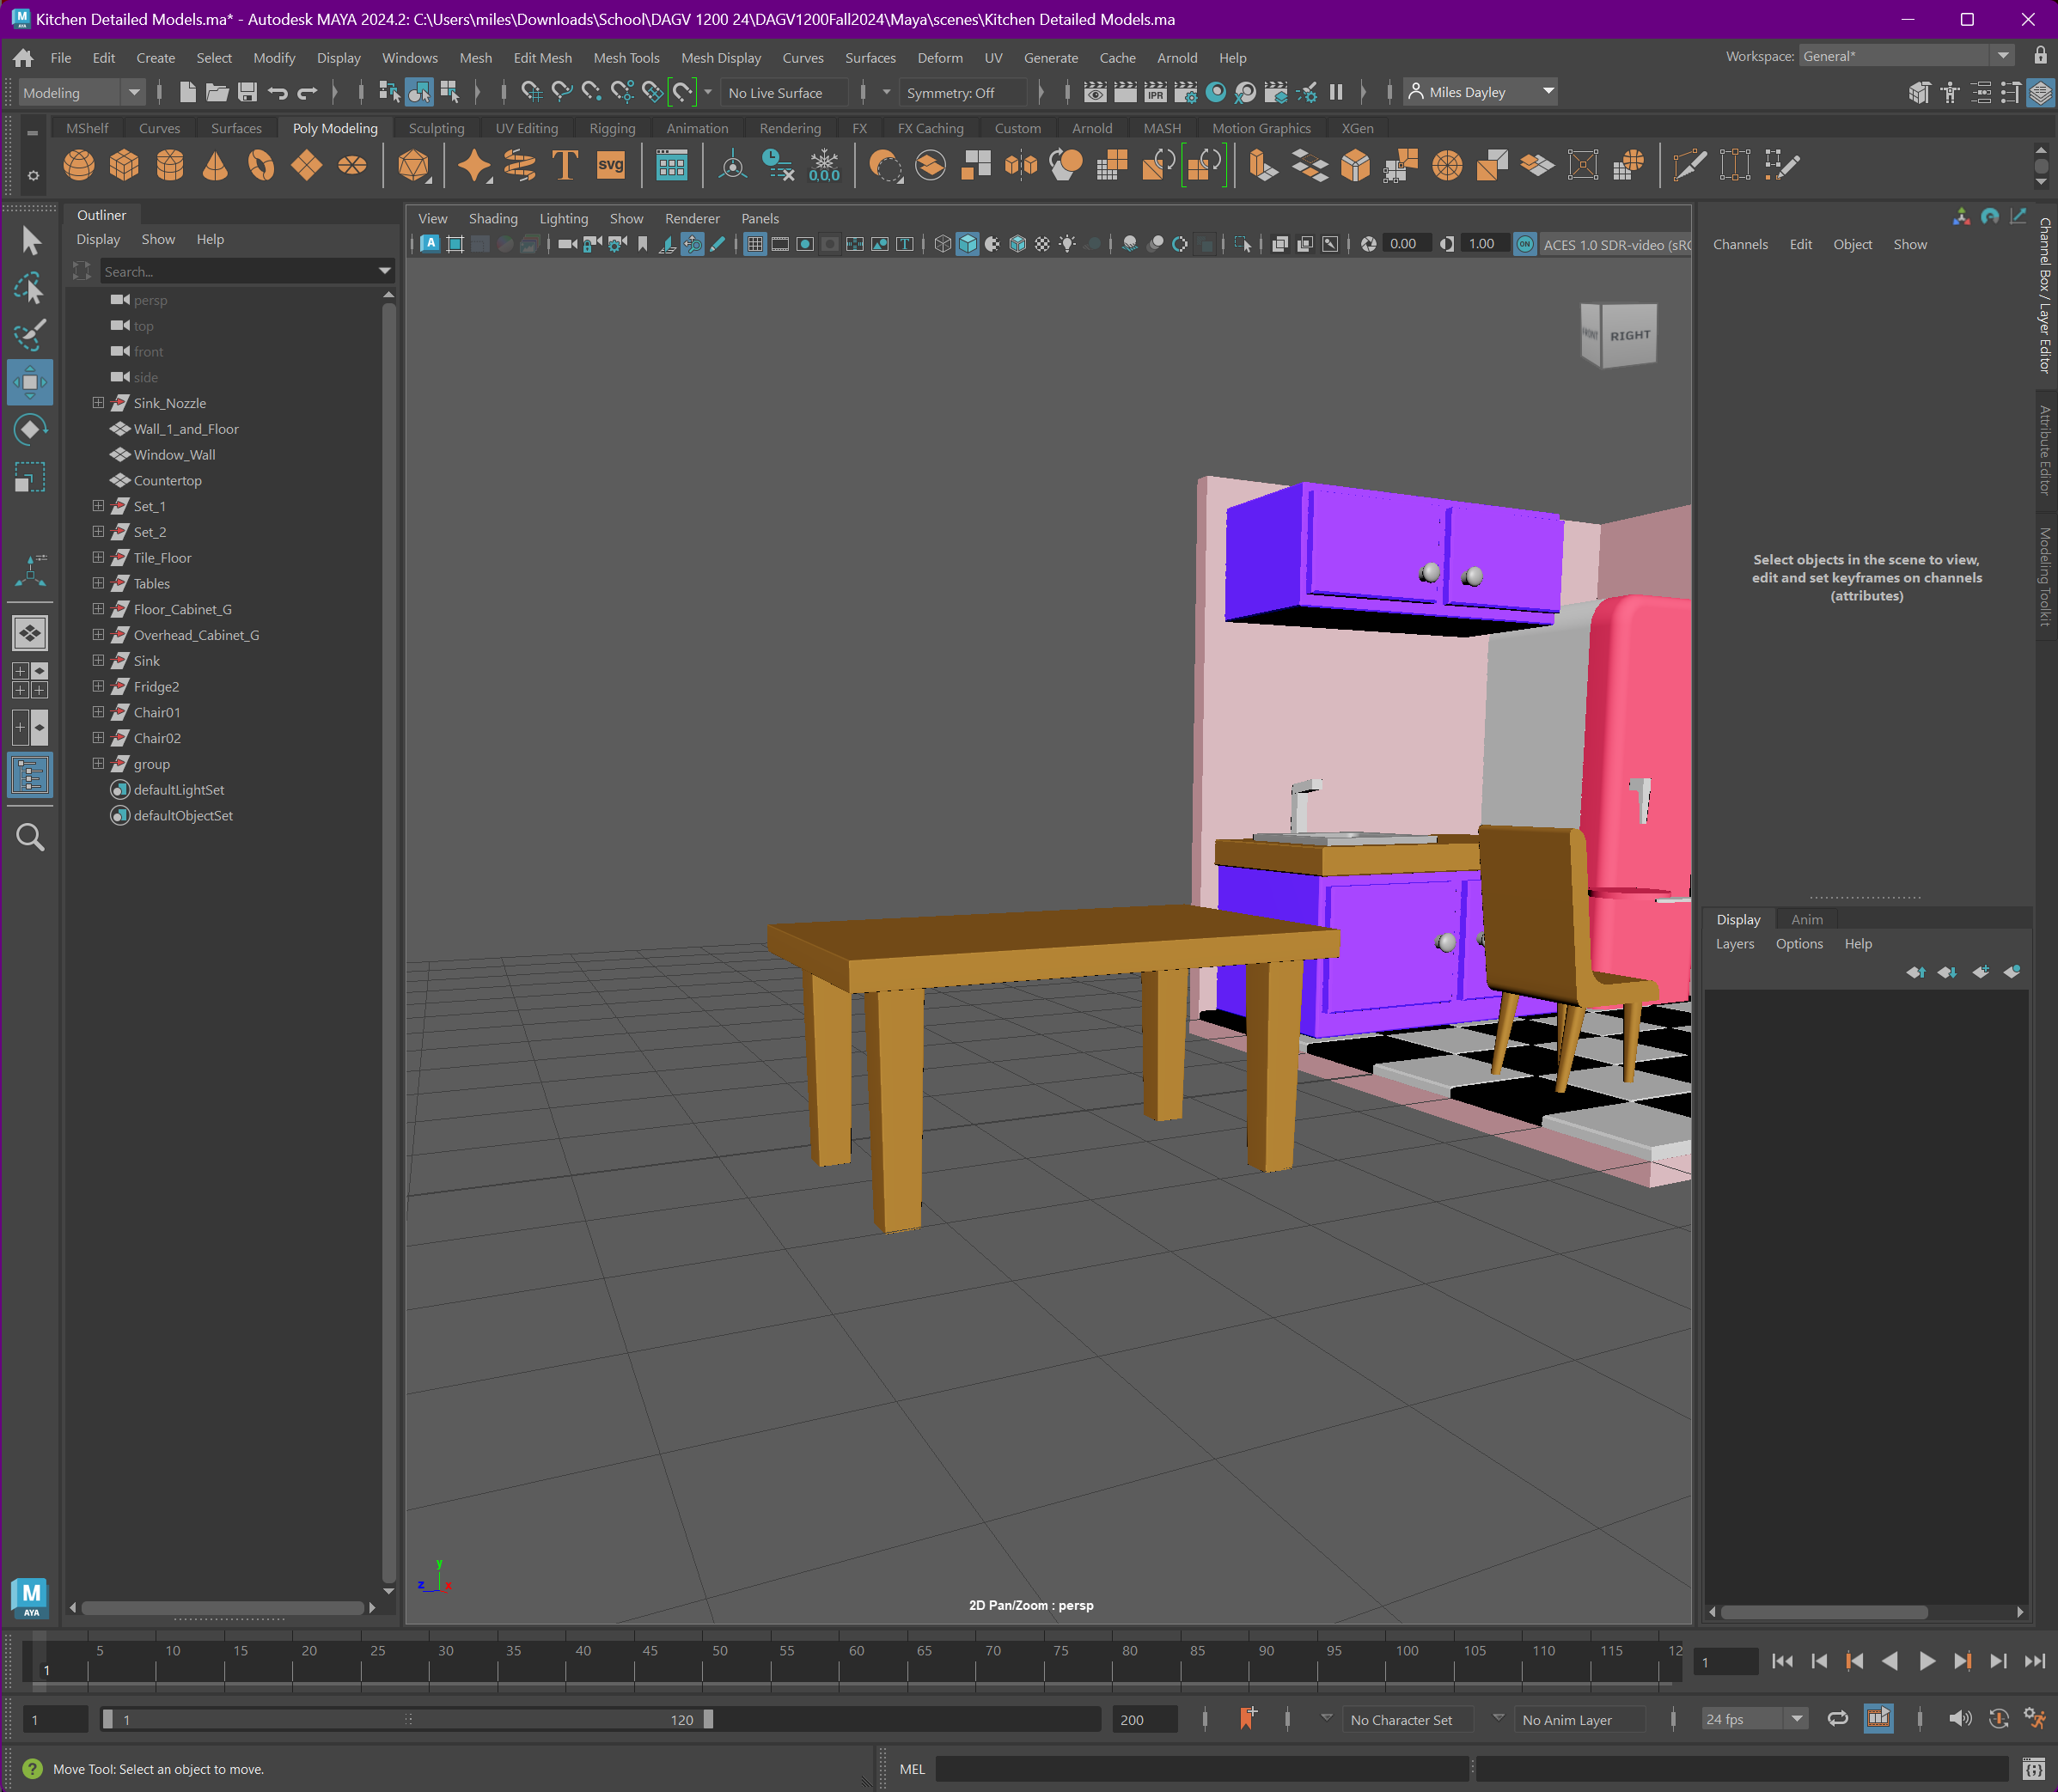 Kitchen Detailed Models.ma* - Autodesk MAYA 2024.2: C:\Users\miles\Downloads\School\DAGV 1200 24\DAGV1200Fall2024\Maya\scenes\Kitchen Detailed Models.ma
File Edit Create Select Modify Display Windows Mesh Edit Mesh Mesh Tools Mesh Display Curves Surfaces Deform UV Generate Cache Arnold Help
Workspace: General*
Modeling
No Live Surface
Symmetry: Off
IPR
Miles Dayley
MShelf Curves Surfaces Poly Modeling Sculpting UV Editing Rigging Animation Rendering FX FX Caching Custom Arnold MASH Motion Graphics XGen
T
svg
0,0,0
Outliner
Display Show Help
Search...
persp
top
front
side
Sink_Nozzle
Wall_1_and_Floor
Window_Wall
Countertop
Set_1
Set_2
Tile_Floor
Tables
Floor_Cabinet_G
Overhead_Cabinet_G
Sink
Fridge2
Chair01
Chair02
group
defaultLightSet
defaultObjectSet
M
AYA
View Shading Lighting Show Renderer Panels
0.00
1.00
ON
ACES 1.0 SDR-video (sRG
FRONT
RIGHT
y
z
x
2D Pan/Zoom : persp
Channels Edit Object Show
Select objects in the scene to view,
edit and set keyframes on channels
(attributes)
Channel Box / Layer Editor
Attribute Editor
Modeling Toolkit
Display Anim
Layers Options Help
5 10 15 20 25 30 35 40 45 50 55 60 65 70 75 80 85 90 95 100 105 110 115 12
1
1
1
1
120
200
No Character Set
No Anim Layer
24 fps
Move Tool: Select an object to move.
MEL